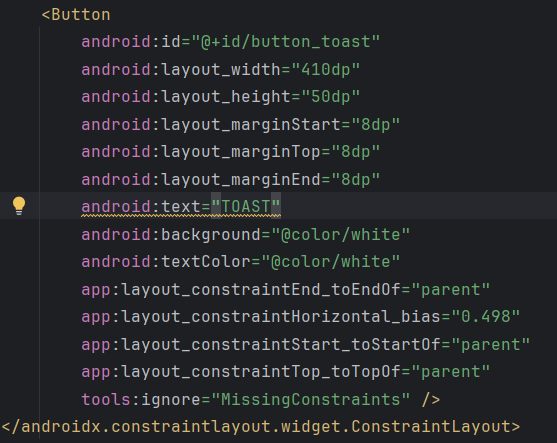 <Button
android:id="@+id/button_toast"
android:layout_width="410dp"
android:layout_height="50dp"
android:layout_marginStart="8dp"
android:layout_marginTop="8dp"
android:layout_marginEnd="8dp"
android:text="TOAST"
android:background="@color/white"
android:textColor="@color/white"
app:layout_constraintEnd_toEndOf="parent"
app:layout_constraintHorizontal_bias="0.498"
app:layout_constraintStart_toStartOf="parent"
app:layout_constraintTop_toTopOf="parent"
tools:ignore="MissingConstraints" />
</androidx.constraintlayout.widget.ConstraintLayout>